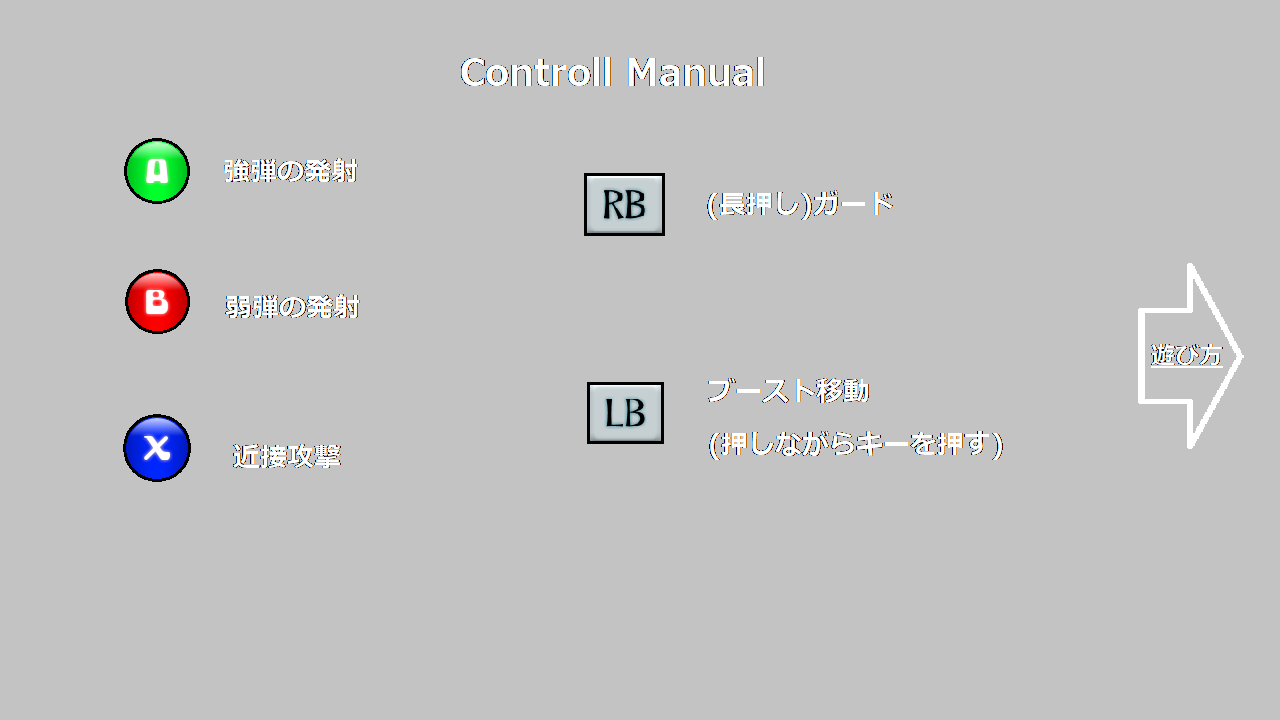 Controll Manual
A 強弾の発射
B 弱弾の発射
X 近接攻撃
RB (長押し)ガード
LB ブースト移動
(押しながらキーを押す)
遊び方